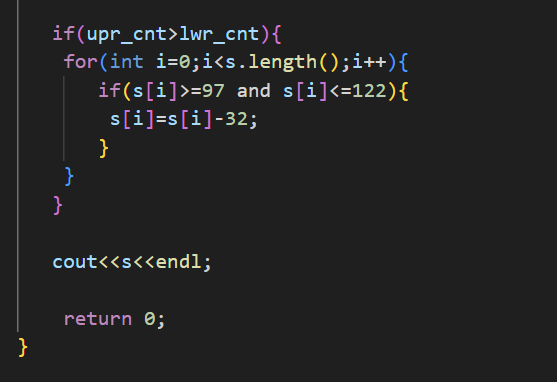 if(upr_cnt>lwr_cnt){
for(int i=0;i<s.length();i++){
if(s[i]>=97 and s[i]<=122){
s[i]=s[i]-32;
}
}
}
cout<<s<<endl;
return 0;
}